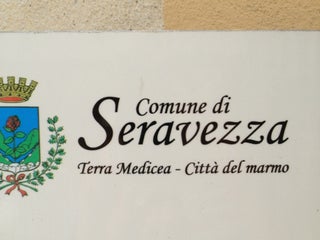 Comune di
Seravezza
Terra Medicea - Città del marmo